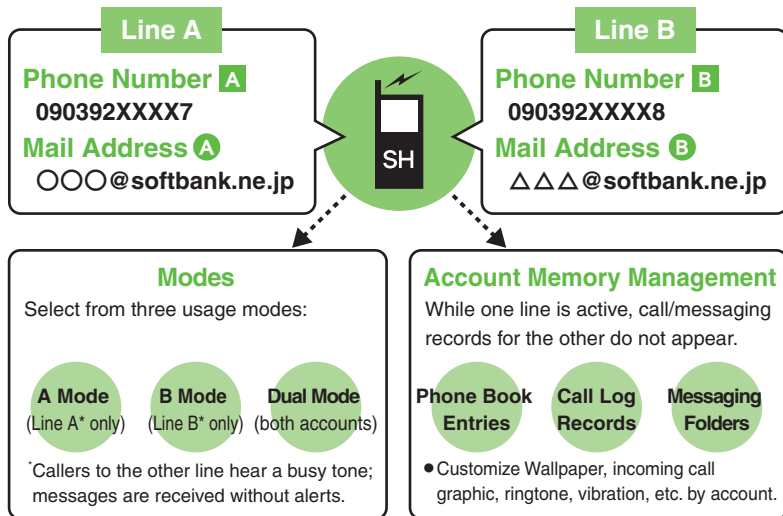 Line A
Phone Number A
090392XXXX7
Mail Address A
○○○@softbank.ne.jp
SH
Line B
Phone Number B
090392XXXX8
Mail Address B
△△△@softbank.ne.jp
Modes
Select from three usage modes:
A Mode
(Line A* only)
B Mode
(Line B* only)
Dual Mode
(both accounts)
*Callers to the other line hear a busy tone;
messages are received without alerts.
Account Memory Management
While one line is active, call/messaging
records for the other do not appear.
Phone Book
Entries
Call Log
Records
Messaging
Folders
●Customize Wallpaper, incoming call
graphic, ringtone, vibration, etc. by account.